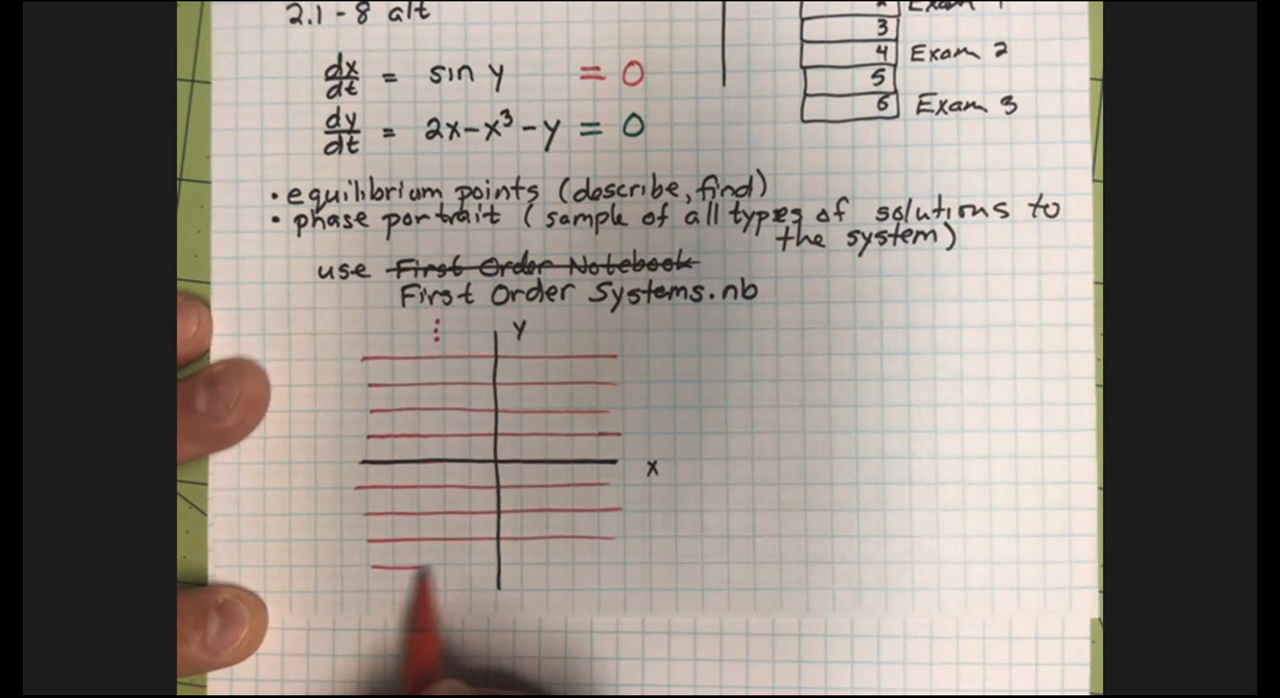 2.1 - 8 alt
dx/dt = sin y = 0
dy/dt = 2x-x³-y = 0
• equilibrium points (describe, find)
• phase portrait ( sample of all types of solutions to
the system)
use First Order Notebook
First Order Systems.nb
⋮
y
x
3
4 Exam 2
5
6 Exam 3